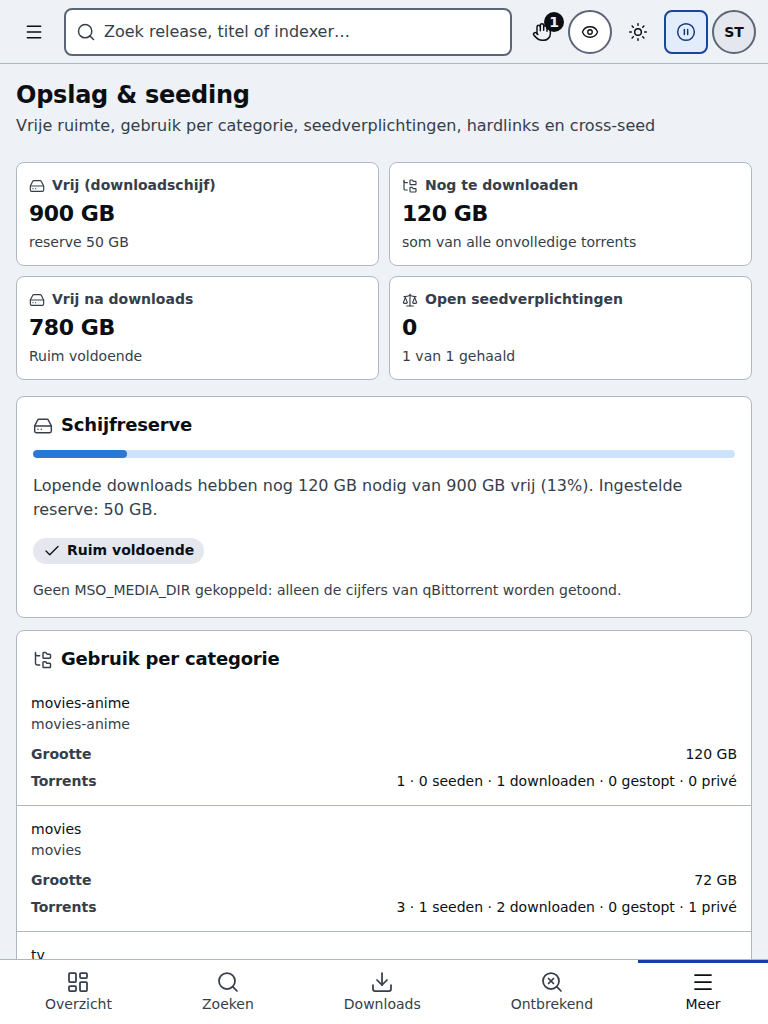 Zoek release, titel of indexer…
1
ST
Opslag & seeding
Vrije ruimte, gebruik per categorie, seedverplichtingen, hardlinks en cross-seed
Vrij (downloadschijf)
900 GB
reserve 50 GB
Nog te downloaden
120 GB
som van alle onvolledige torrents
Vrij na downloads
780 GB
Ruim voldoende
Open seedverplichtingen
0
1 van 1 gehaald
Schijfreserve
Lopende downloads hebben nog 120 GB nodig van 900 GB vrij (13%). Ingestelde
reserve: 50 GB.
Ruim voldoende
Geen MSO_MEDIA_DIR gekoppeld: alleen de cijfers van qBittorrent worden getoond.
Gebruik per categorie
movies-anime
movies-anime
Grootte 120 GB
Torrents 1 · 0 seeden · 1 downloaden · 0 gestopt · 0 privé
movies
movies
Grootte 72 GB
Torrents 3 · 1 seeden · 2 downloaden · 0 gestopt · 1 privé
tv
Overzicht Zoeken Downloads Ontbrekend Meer